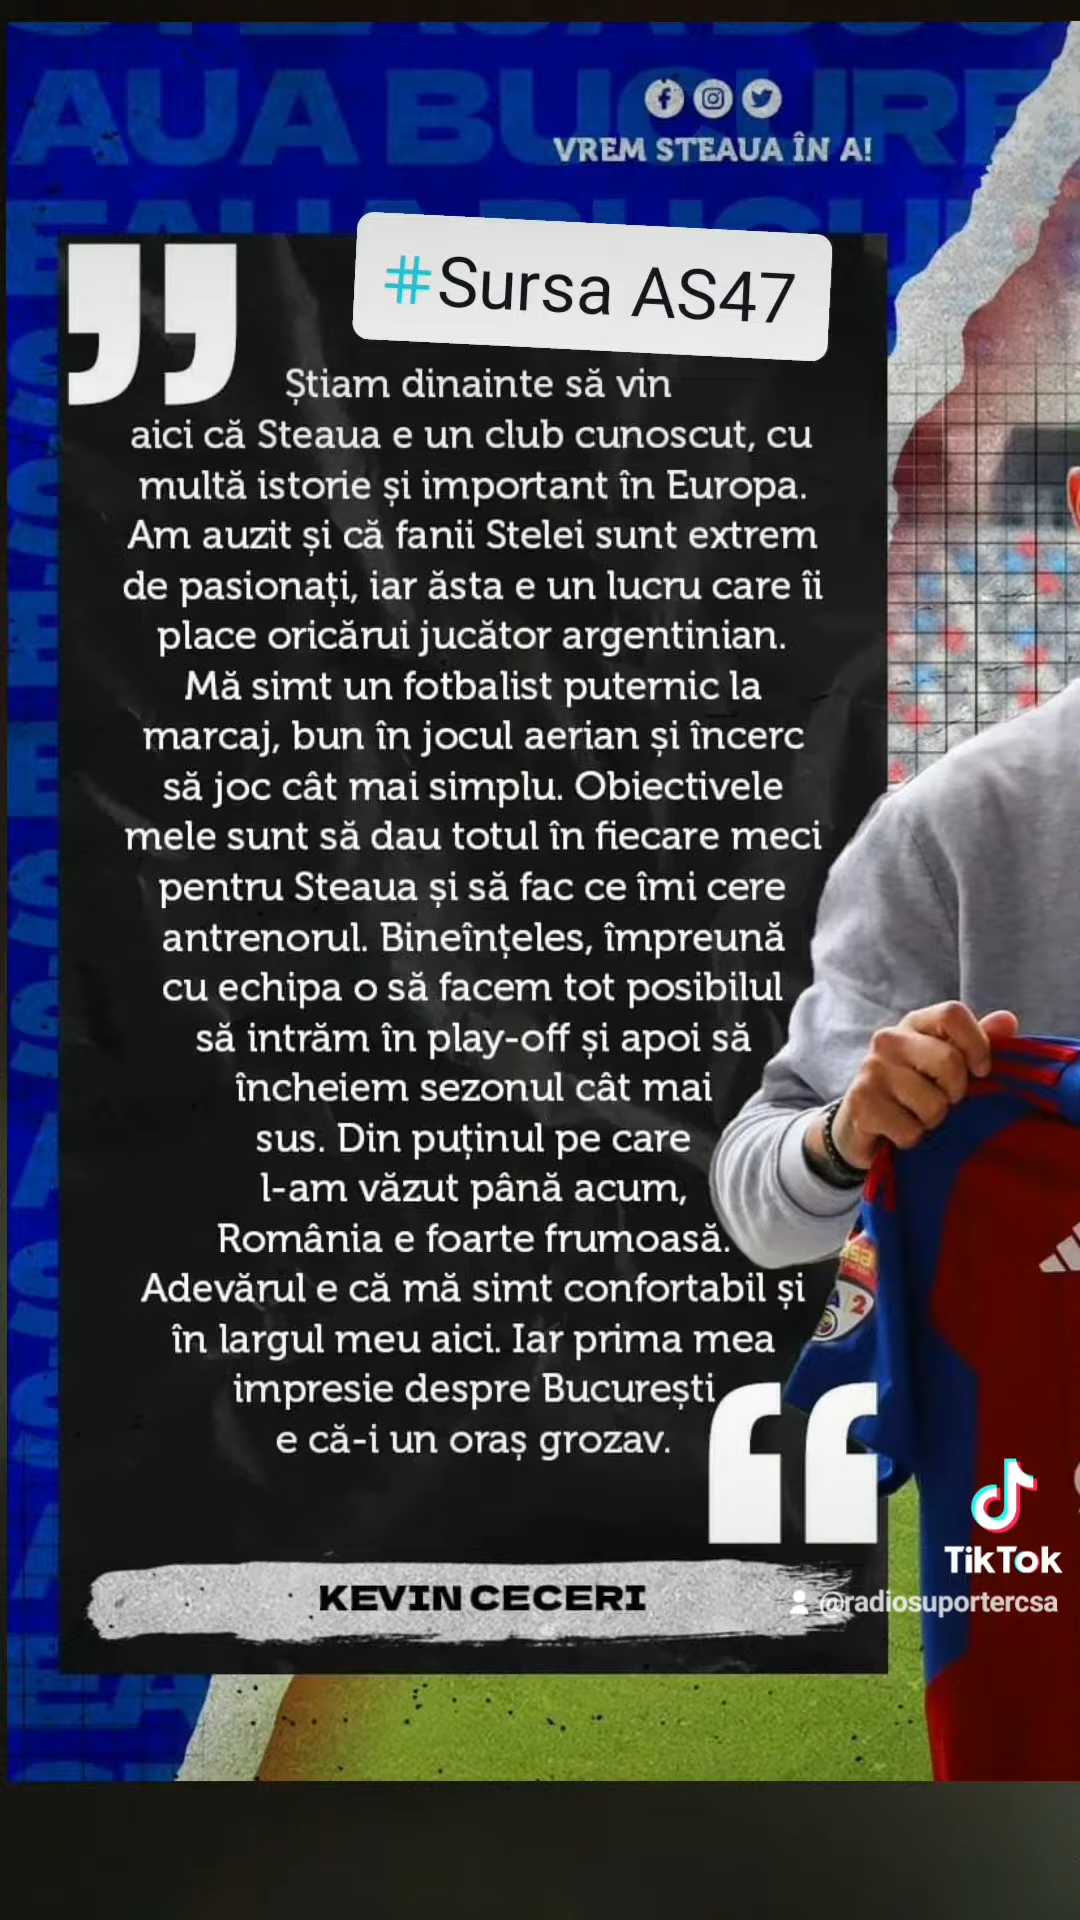 AUA BUCURE
VREM STEAUA ÎN A!
#Sursa AS47
Știam dinainte să vin
aici că Steaua e un club cunoscut, cu
multă istorie și important în Europa.
Am auzit și că fanii Stelei sunt extrem
de pasionați, iar ăsta e un lucru care îi
place oricărui jucător argentinian.
Mă simt un fotbalist puternic la
marcaj, bun în jocul aerian și încerc
să joc cât mai simplu. Obiectivele
mele sunt să dau totul în fiecare meci
pentru Steaua și să fac ce îmi cere
antrenorul. Bineînțeles, împreună
cu echipa o să facem tot posibilul
să intrăm în play-off și apoi să
încheiem sezonul cât mai
sus. Din puținul pe care
l-am văzut până acum,
România e foarte frumoasă.
Adevărul e că mă simt confortabil și
în largul meu aici. Iar prima mea
impresie despre București
e că-i un oraș grozav.
KEVIN CECERI
TikTok
@radiosuportercsa